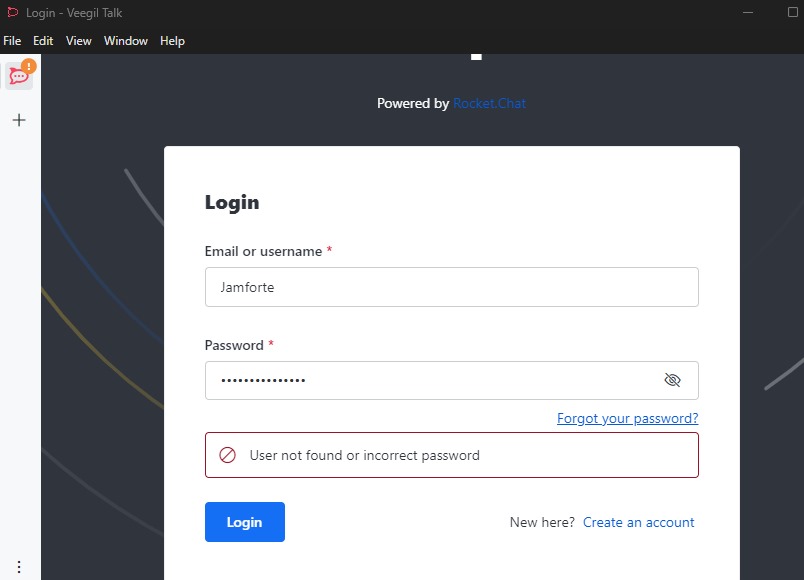 Login - Veegil Talk
File Edit View Window Help
Powered by Rocket.Chat
Login
Email or username *
Jamforte
Password *
•••••••••••••••
Forgot your password?
User not found or incorrect password
Login
New here? Create an account